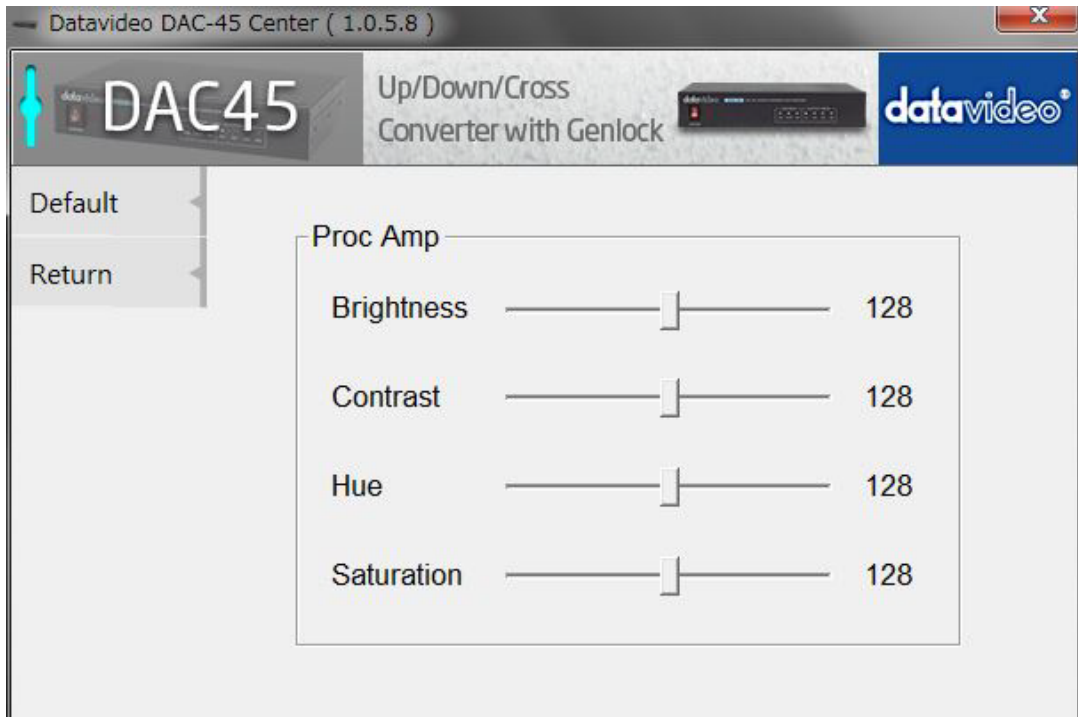 Datavideo DAC-45 Center ( 1.0.5.8 )
DAC45
Up/Down/Cross
Converter with Genlock
datavideo®
Default
Return
Proc Amp
Brightness 128
Contrast 128
Hue 128
Saturation 128